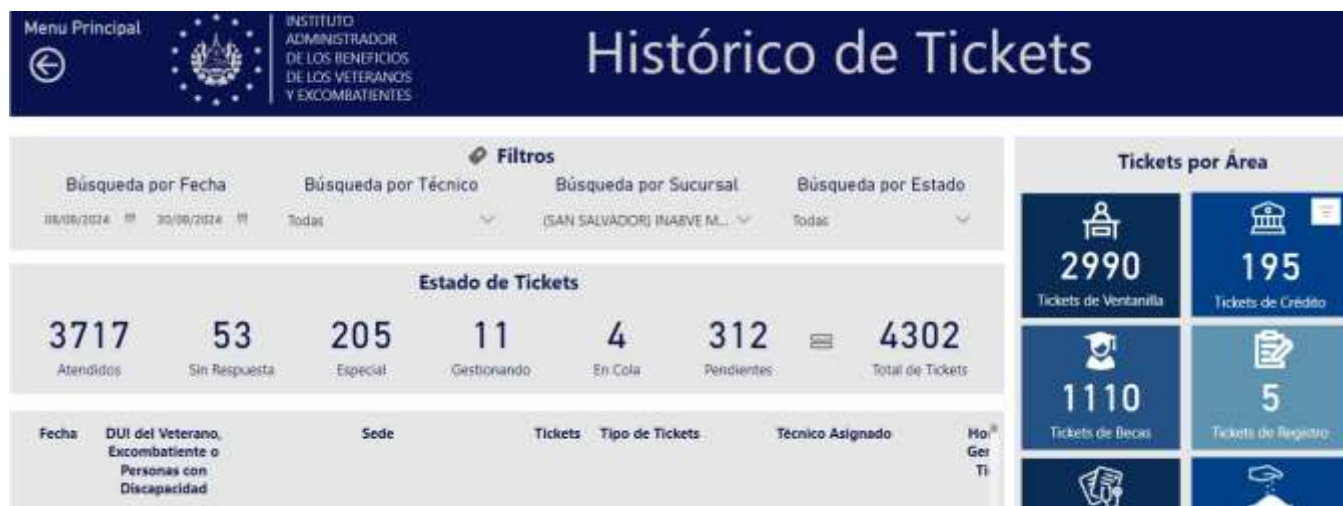 Menu Principal
INSTITUTO
ADMINISTRADOR
DE LOS BENEFICIOS
DE LOS VETERANOS
Y EXCOMBATIENTES
Histórico de Tickets
Filtros
Búsqueda por Fecha
Búsqueda por Técnico
Búsqueda por Sucursal
Búsqueda por Estado
30/08/2024
Todas
(SAN SALVADOR) INABVE M...
Todas
Estado de Tickets
3717
Atendidos
53
Sin Respuesta
205
Especial
11
Gestionando
4
En Cola
312
Pendientes
4302
Total de Tickets
Fecha
DUI del Veterano,
Excombatiente o
Personas con
Discapacidad
Sede
Tickets
Tipo de Tickets
Técnico Asignado
Tickets por Área
2990
Tickets de Ventanilla
195
Tickets de Crédito
1110
Tickets de Becas
5
Tickets de Registro